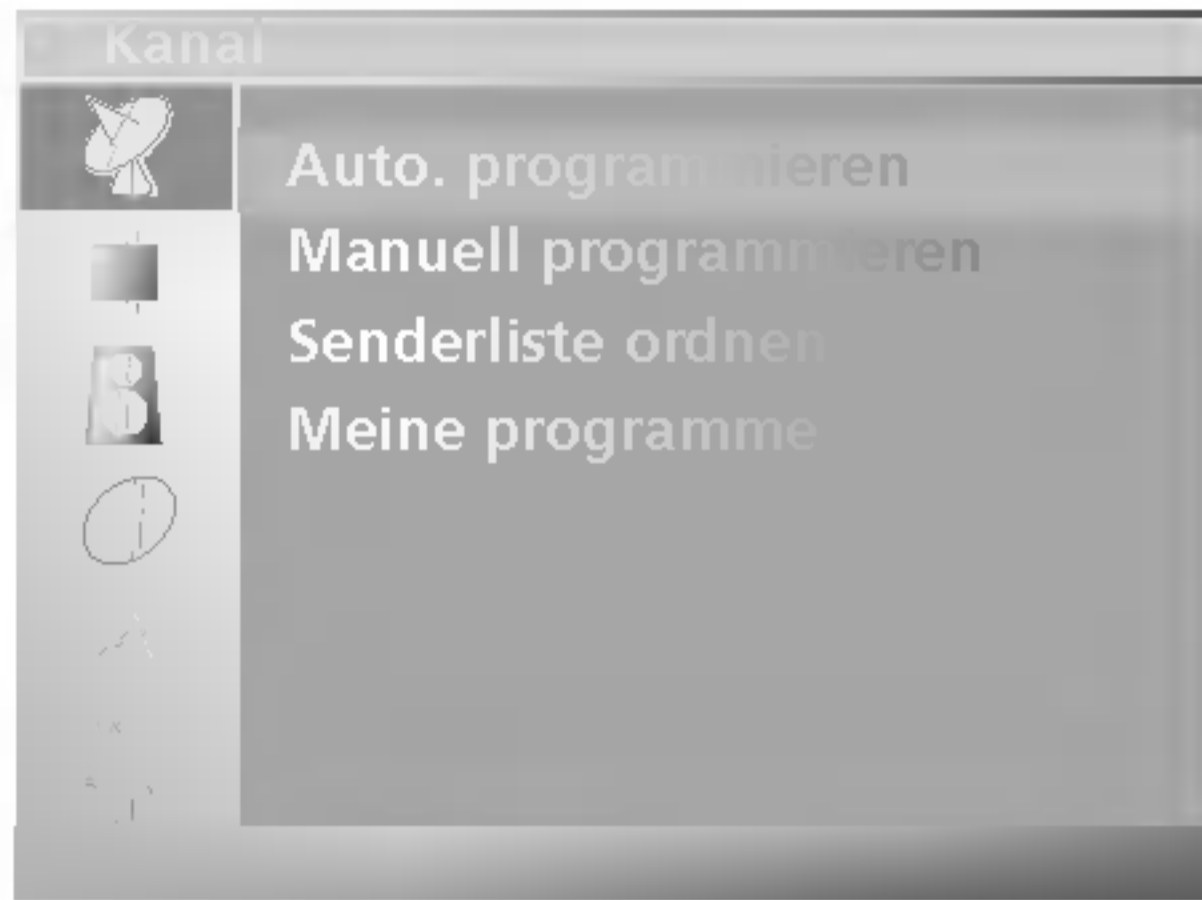 Kanal
Auto. programmieren
Manuell programmieren
Senderliste ordnen
Meine programme